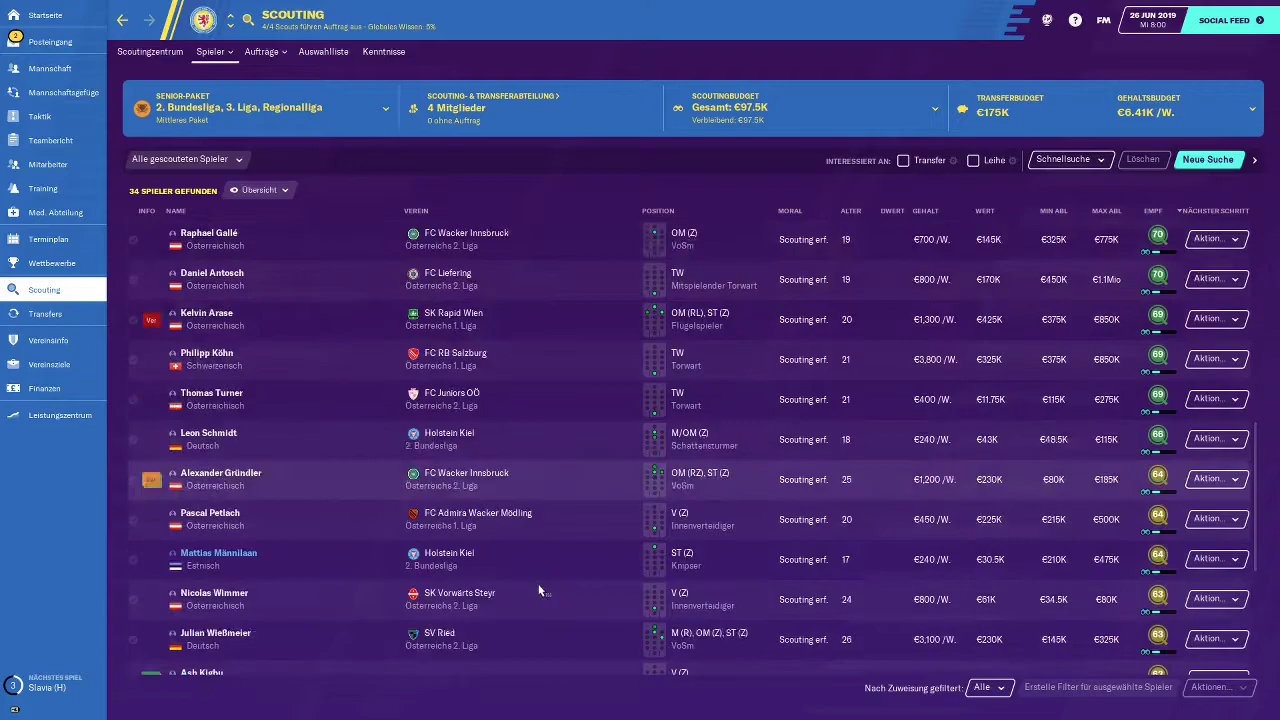 Startseite
SCOUTING
4/4 Scouts führen Auftrag aus - Globales Wissen: 5%
26 JUN 2019
Mi 8:00
SOCIAL FEED
FM
2
Posteingang
Mannschaft
Mannschaftsgefüge
Taktik
Teambericht
Mitarbeiter
Training
Med. Abteilung
Terminplan
Wettbewerbe
Scouting
Transfers
Vereinsinfo
Vereinsziele
Finanzen
Leistungszentrum
3
NÄCHSTES SPIEL
Slavia (H)
Scoutingzentrum Spieler Aufträge Auswahlliste Kenntnisse
SENIOR-PAKET
2. Bundesliga, 3. Liga, Regionalliga
Mittleres Paket
SCOUTING- & TRANSFERABTEILUNG >
4 Mitglieder
0 ohne Auftrag
SCOUTINGBUDGET
Gesamt: €97.5K
Verbleibend: €97.5K
TRANSFERBUDGET
€175K
GEHALTSBUDGET
€6.41K /W.
Alle gescouteten Spieler
INTERESSIERT AN: Transfer Leihe Schnellsuche Löschen Neue Suche
34 SPIELER GEFUNDEN Übersicht
INFO NAME VEREIN POSITION MORAL ALTER DWERT GEHALT WERT MIN ABL MAX ABL EMPF NÄCHSTER SCHRITT
Raphael Gallé FC Wacker Innsbruck OM (Z) Scouting erf. 19 €700 /W. €145K €325K €775K 70 Aktion...
Österreichisch Österreichs 2. Liga VoSm
Daniel Antosch FC Liefering TW Scouting erf. 19 €800 /W. €170K €450K €1.1Mio 70 Aktion...
Österreichisch Österreichs 2. Liga Mitspielender Torwart
Ver Kelvin Arase SK Rapid Wien OM (RL), ST (Z) Scouting erf. 20 €1,300 /W. €425K €375K €850K 69 Aktion...
Österreichisch Österreichs 1. Liga Flügelspieler
Philipp Köhn FC RB Salzburg TW Scouting erf. 21 €3,800 /W. €325K €375K €850K 69 Aktion...
Schweizerisch Österreichs 1. Liga Torwart
Thomas Turner FC Juniors OÖ TW Scouting erf. 21 €400 /W. €11.75K €115K €275K 69 Aktion...
Österreichisch Österreichs 2. Liga Torwart
Leon Schmidt Holstein Kiel M/OM (Z) Scouting erf. 18 €240 /W. €43K €48.5K €115K 66 Aktion...
Deutsch 2. Bundesliga Schattenstürmer
Alexander Gründler FC Wacker Innsbruck OM (RZ), ST (Z) Scouting erf. 25 €1,200 /W. €230K €80K €185K 64 Aktion...
Österreichisch Österreichs 2. Liga VoSm
Pascal Petlach FC Admira Wacker Mödling V (Z) Scouting erf. 20 €450 /W. €225K €215K €500K 64 Aktion...
Österreichisch Österreichs 1. Liga Innenverteidiger
Mattias Männilaan Holstein Kiel ST (Z) Scouting erf. 17 €240 /W. €30.5K €210K €475K 64 Aktion...
Estnisch 2. Bundesliga Knipser
Nicolas Wimmer SK Vorwärts Steyr V (Z) Scouting erf. 24 €800 /W. €61K €34.5K €80K 63 Aktion...
Österreichisch Österreichs 2. Liga Innenverteidiger
Julian Wießmeier SV Ried M (R), OM (Z), ST (Z) Scouting erf. 26 €3,100 /W. €230K €145K €325K 63 Aktion...
Deutsch Österreichs 2. Liga VoSm
Ash Kigby V (Z)
Nach Zuweisung gefiltert: Alle Erstelle Filter für ausgewählte Spieler Aktionen...